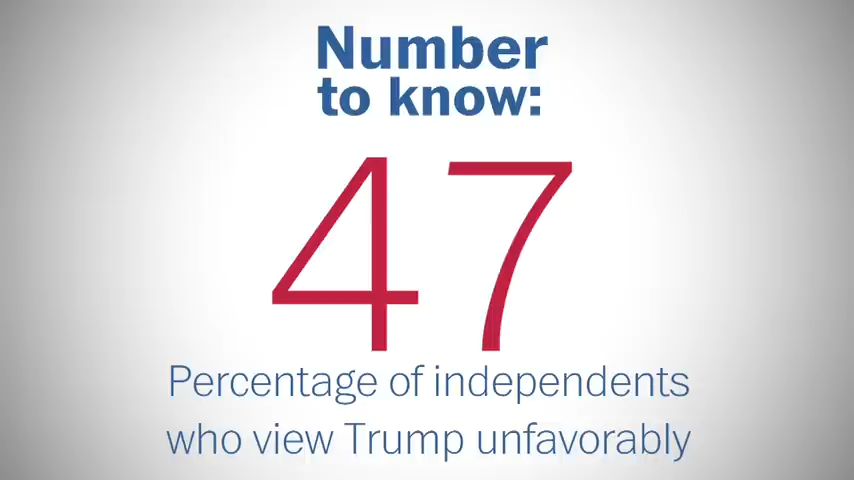 Number
to know:
47
Percentage of independents
who view Trump unfavorably